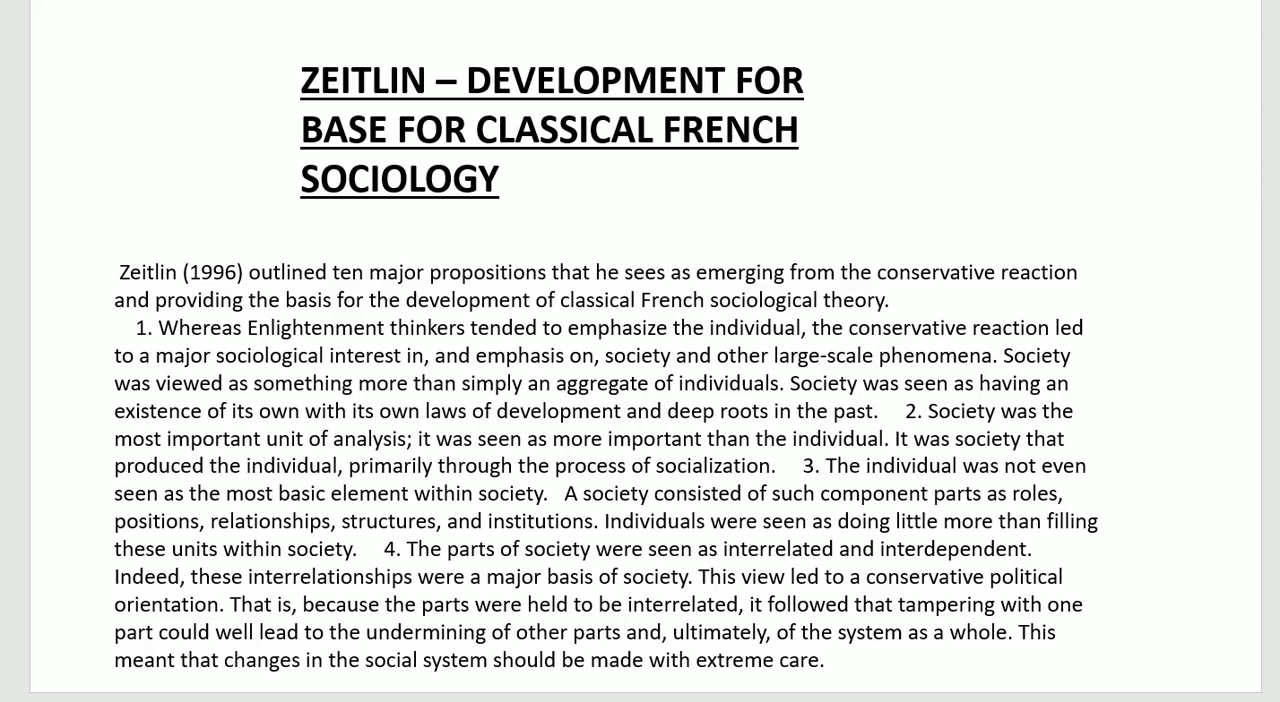 ZEITLIN – DEVELOPMENT FOR
BASE FOR CLASSICAL FRENCH
SOCIOLOGY
Zeitlin (1996) outlined ten major propositions that he sees as emerging from the conservative reaction
and providing the basis for the development of classical French sociological theory.
1. Whereas Enlightenment thinkers tended to emphasize the individual, the conservative reaction led
to a major sociological interest in, and emphasis on, society and other large-scale phenomena. Society
was viewed as something more than simply an aggregate of individuals. Society was seen as having an
existence of its own with its own laws of development and deep roots in the past. 2. Society was the
most important unit of analysis; it was seen as more important than the individual. It was society that
produced the individual, primarily through the process of socialization. 3. The individual was not even
seen as the most basic element within society. A society consisted of such component parts as roles,
positions, relationships, structures, and institutions. Individuals were seen as doing little more than filling
these units within society. 4. The parts of society were seen as interrelated and interdependent.
Indeed, these interrelationships were a major basis of society. This view led to a conservative political
orientation. That is, because the parts were held to be interrelated, it followed that tampering with one
part could well lead to the undermining of other parts and, ultimately, of the system as a whole. This
meant that changes in the social system should be made with extreme care.